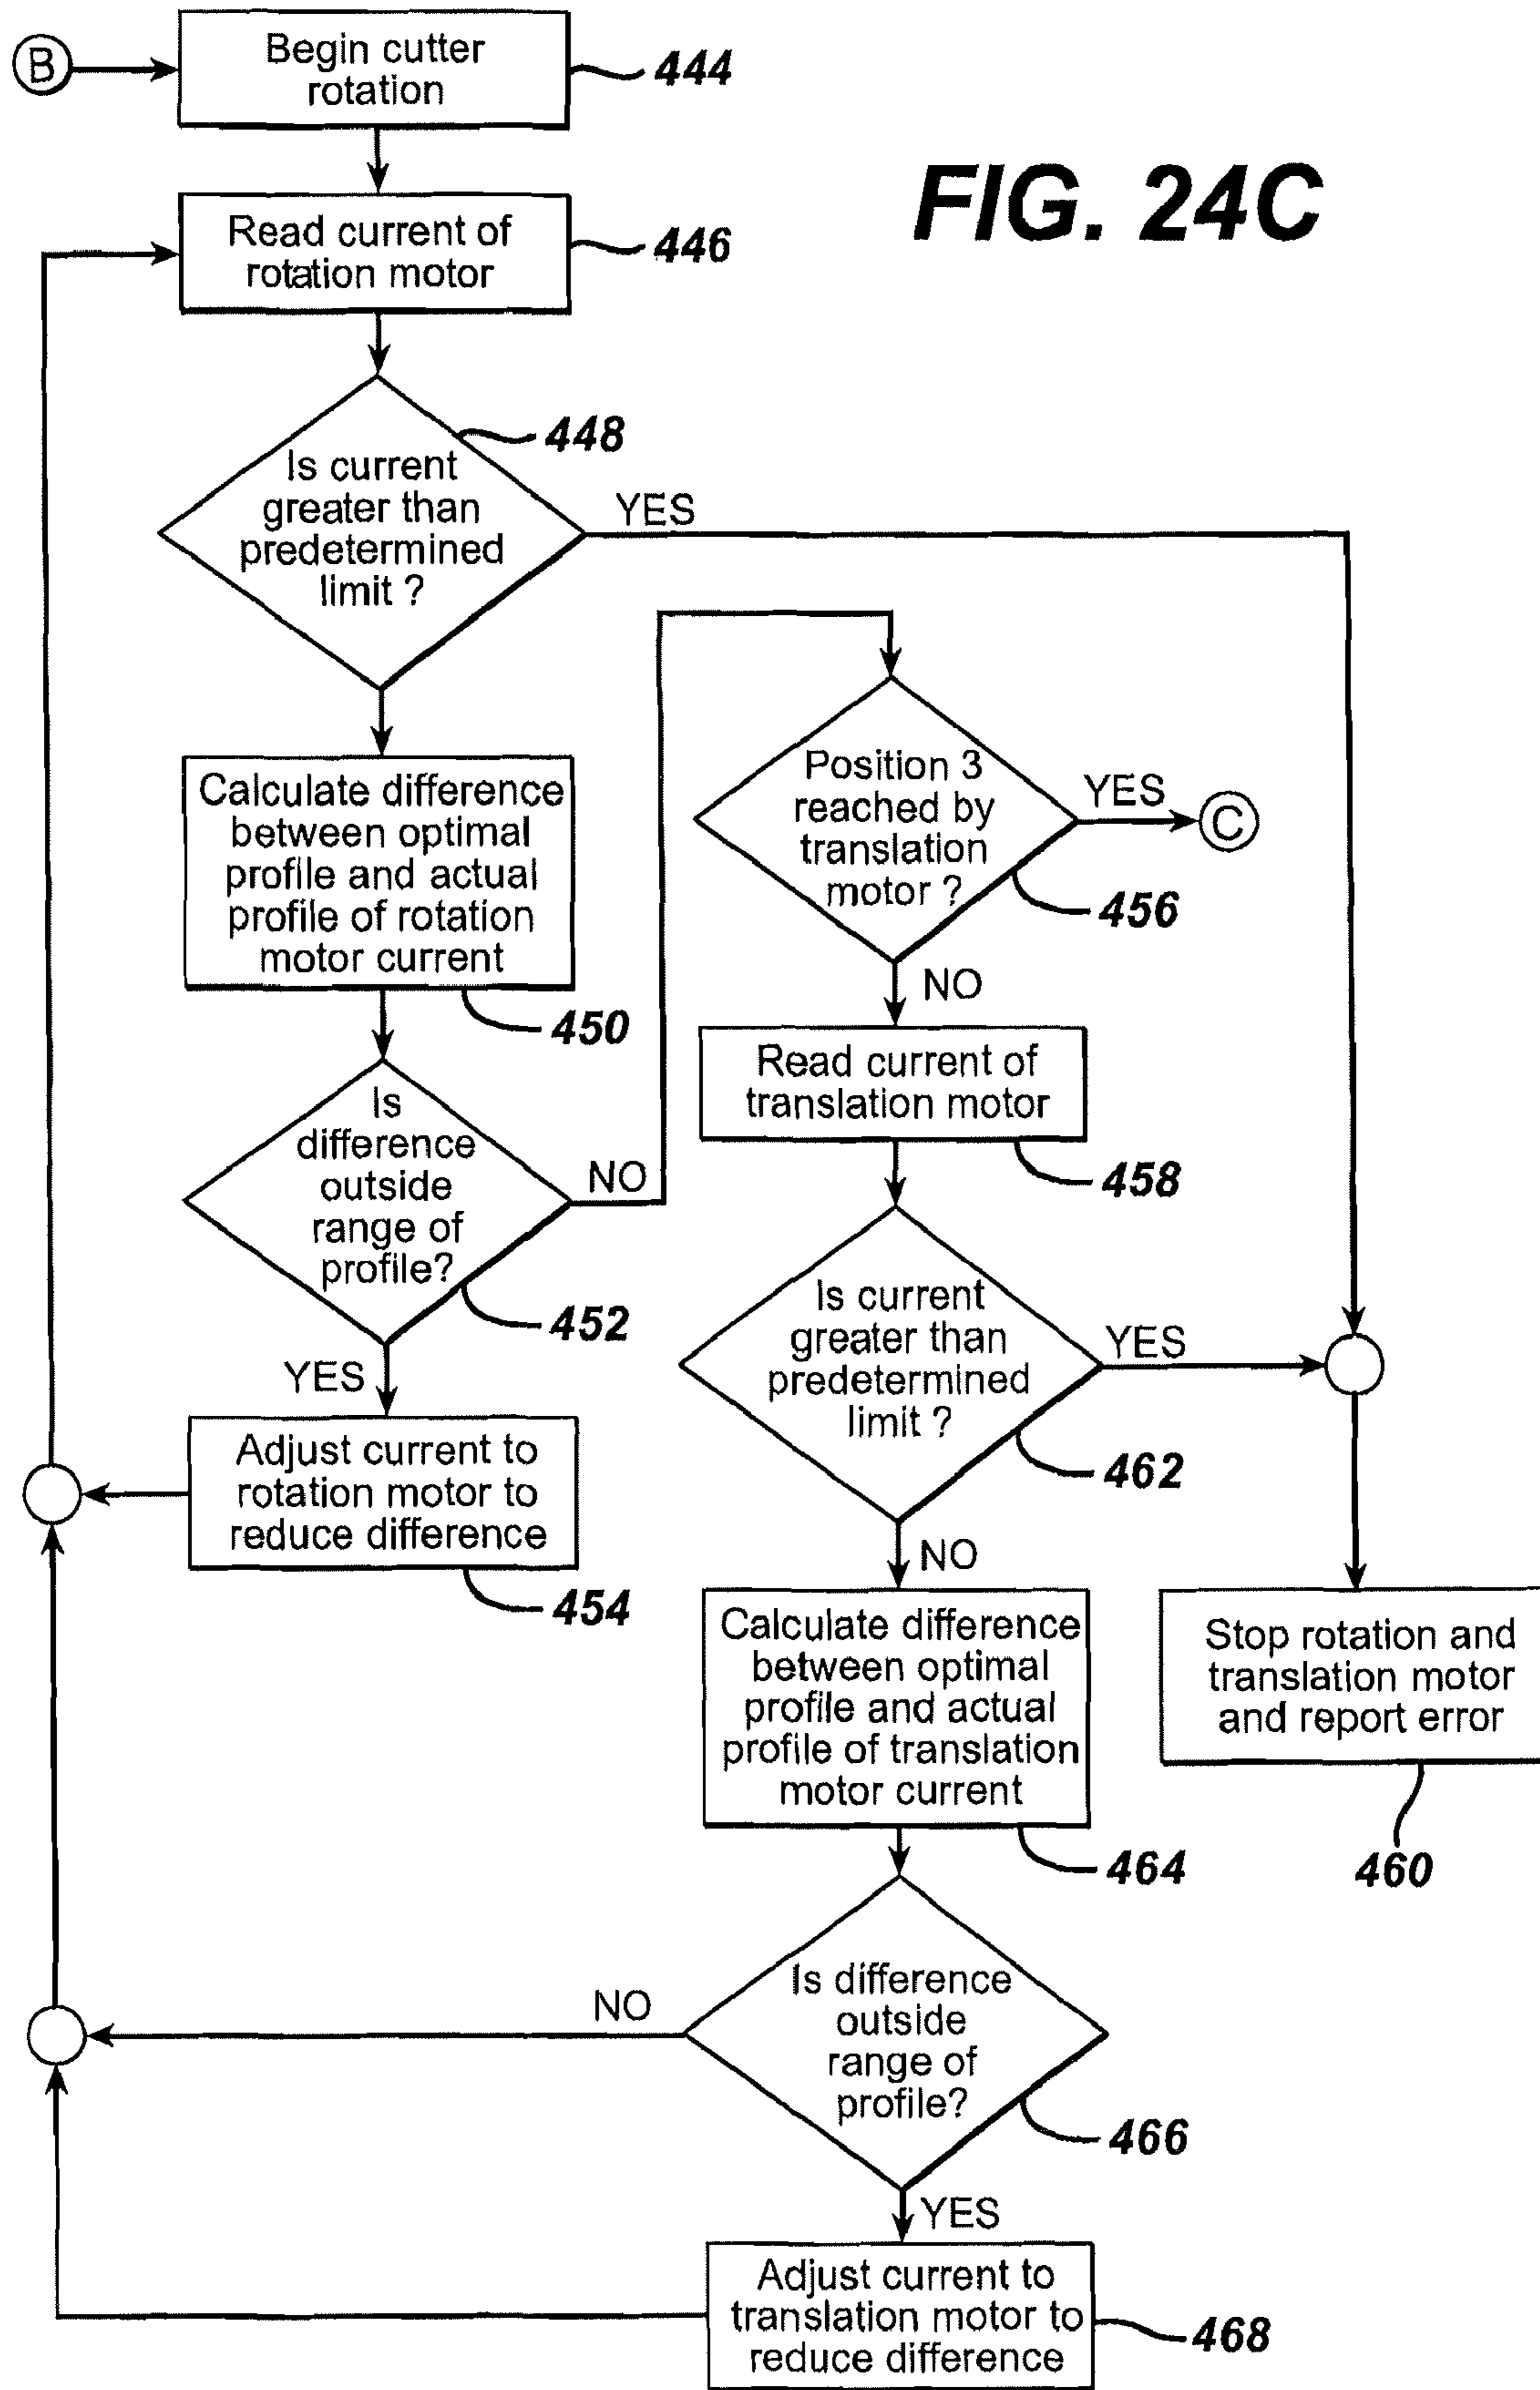 B
Begin cutter
rotation
444
FIG. 24C
Read current of
rotation motor
446
448
Is current
greater than
predetermined
limit ?
YES
Calculate difference
between optimal
profile and actual
profile of rotation
motor current
450
Is
difference
outside
range of
profile?
NO
452
YES
Adjust current to
rotation motor to
reduce difference
454
Position 3
reached by
translation
motor ?
YES
C
456
NO
Read current of
translation motor
458
Is current
greater than
predetermined
limit ?
YES
462
NO
Calculate difference
between optimal
profile and actual
profile of translation
motor current
464
Stop rotation and
translation motor
and report error
460
Is difference
outside
range of
profile?
NO
466
YES
Adjust current to
translation motor to
reduce difference
468